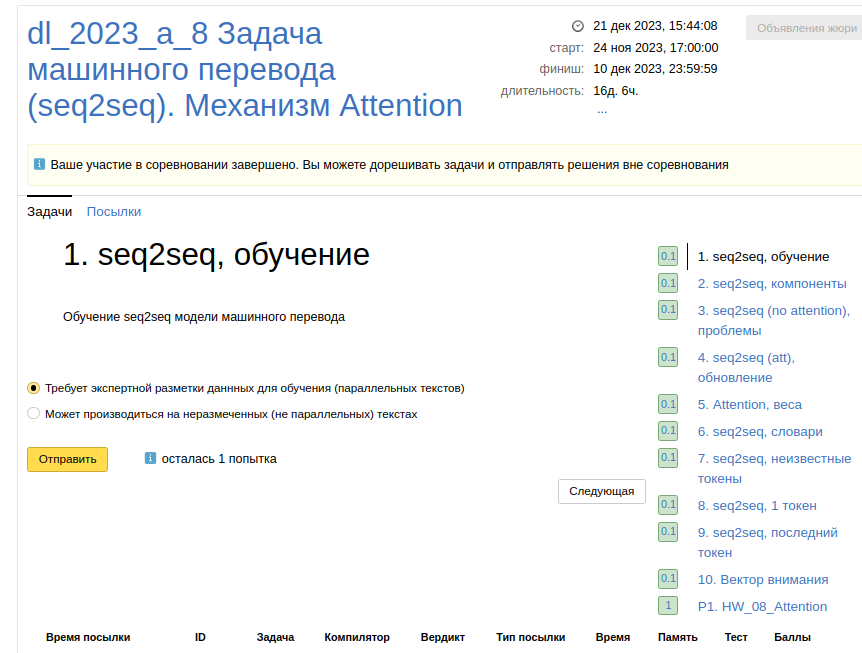 dl_2023_a_8 Задача
машинного перевода
(seq2seq). Механизм Attention
21 дек 2023, 15:44:08
старт: 24 ноя 2023, 17:00:00
финиш: 10 дек 2023, 23:59:59
длительность: 16д. 6ч.
...
Объявления жюри
Ваше участие в соревновании завершено. Вы можете дорешивать задачи и отправлять решения вне соревнования
Задачи Посылки
1. seq2seq, обучение
Обучение seq2seq модели машинного перевода
Требует экспертной разметки даннных для обучения (параллельных текстов)
Может производиться на неразмеченных (не параллельных) текстах
Отправить
осталась 1 попытка
Следующая
0.1 1. seq2seq, обучение
0.1 2. seq2seq, компоненты
0.1 3. seq2seq (no attention),
проблемы
0.1 4. seq2seq (att),
обновление
0.1 5. Attention, веса
0.1 6. seq2seq, словари
0.1 7. seq2seq, неизвестные
токены
0.1 8. seq2seq, 1 токен
0.1 9. seq2seq, последний
токен
0.1 10. Вектор внимания
1 P1. HW_08_Attention
Время посылки ID Задача Компилятор Вердикт Тип посылки Время Память Тест Баллы